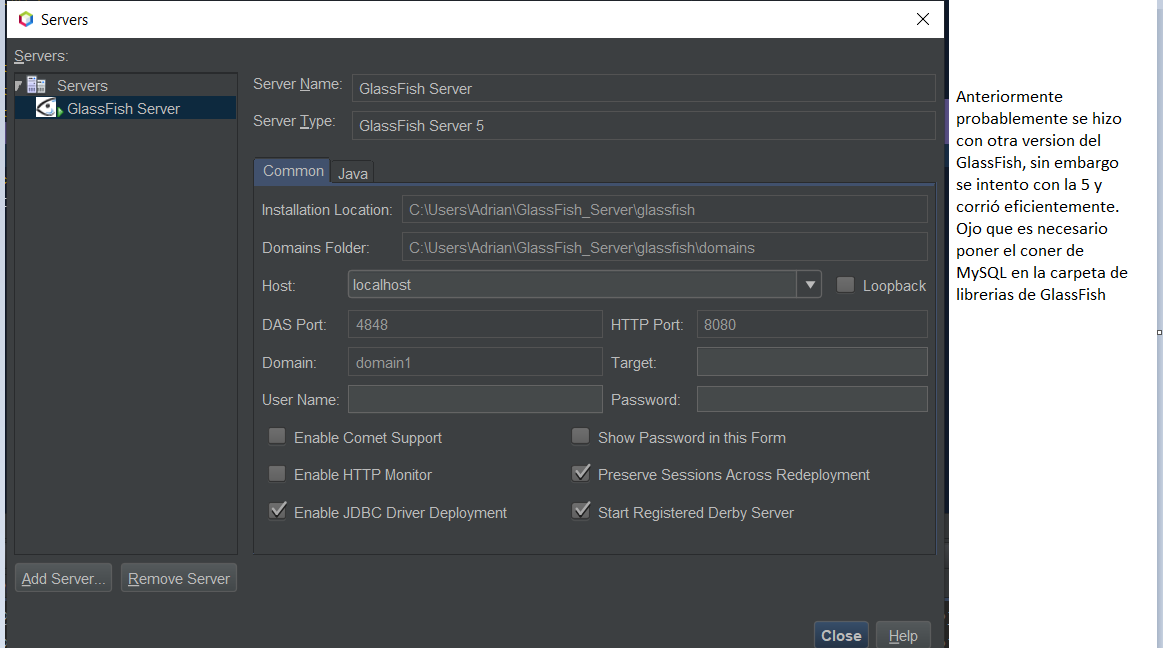 Servers
Servers:
Servers
GlassFish Server
Add Server...
Remove Server
Server Name:
GlassFish Server
Server Type:
GlassFish Server 5
Common
Java
Installation Location:
C:\Users\Adrian\GlassFish_Server\glassfish
Domains Folder:
C:\Users\Adrian\GlassFish_Server\glassfish\domains
Host:
localhost
Loopback
DAS Port:
4848
HTTP Port:
8080
Domain:
domain1
Target:
User Name:
Password:
Enable Comet Support
Show Password in this Form
Enable HTTP Monitor
Preserve Sessions Across Redeployment
Enable JDBC Driver Deployment
Start Registered Derby Server
Close
Help
Anteriormente
probablemente se hizo
con otra version del
GlassFish, sin embargo
se intento con la 5 y
corrió eficientemente.
Ojo que es necesario
poner el coner de
MySQL en la carpeta de
librerias de GlassFish